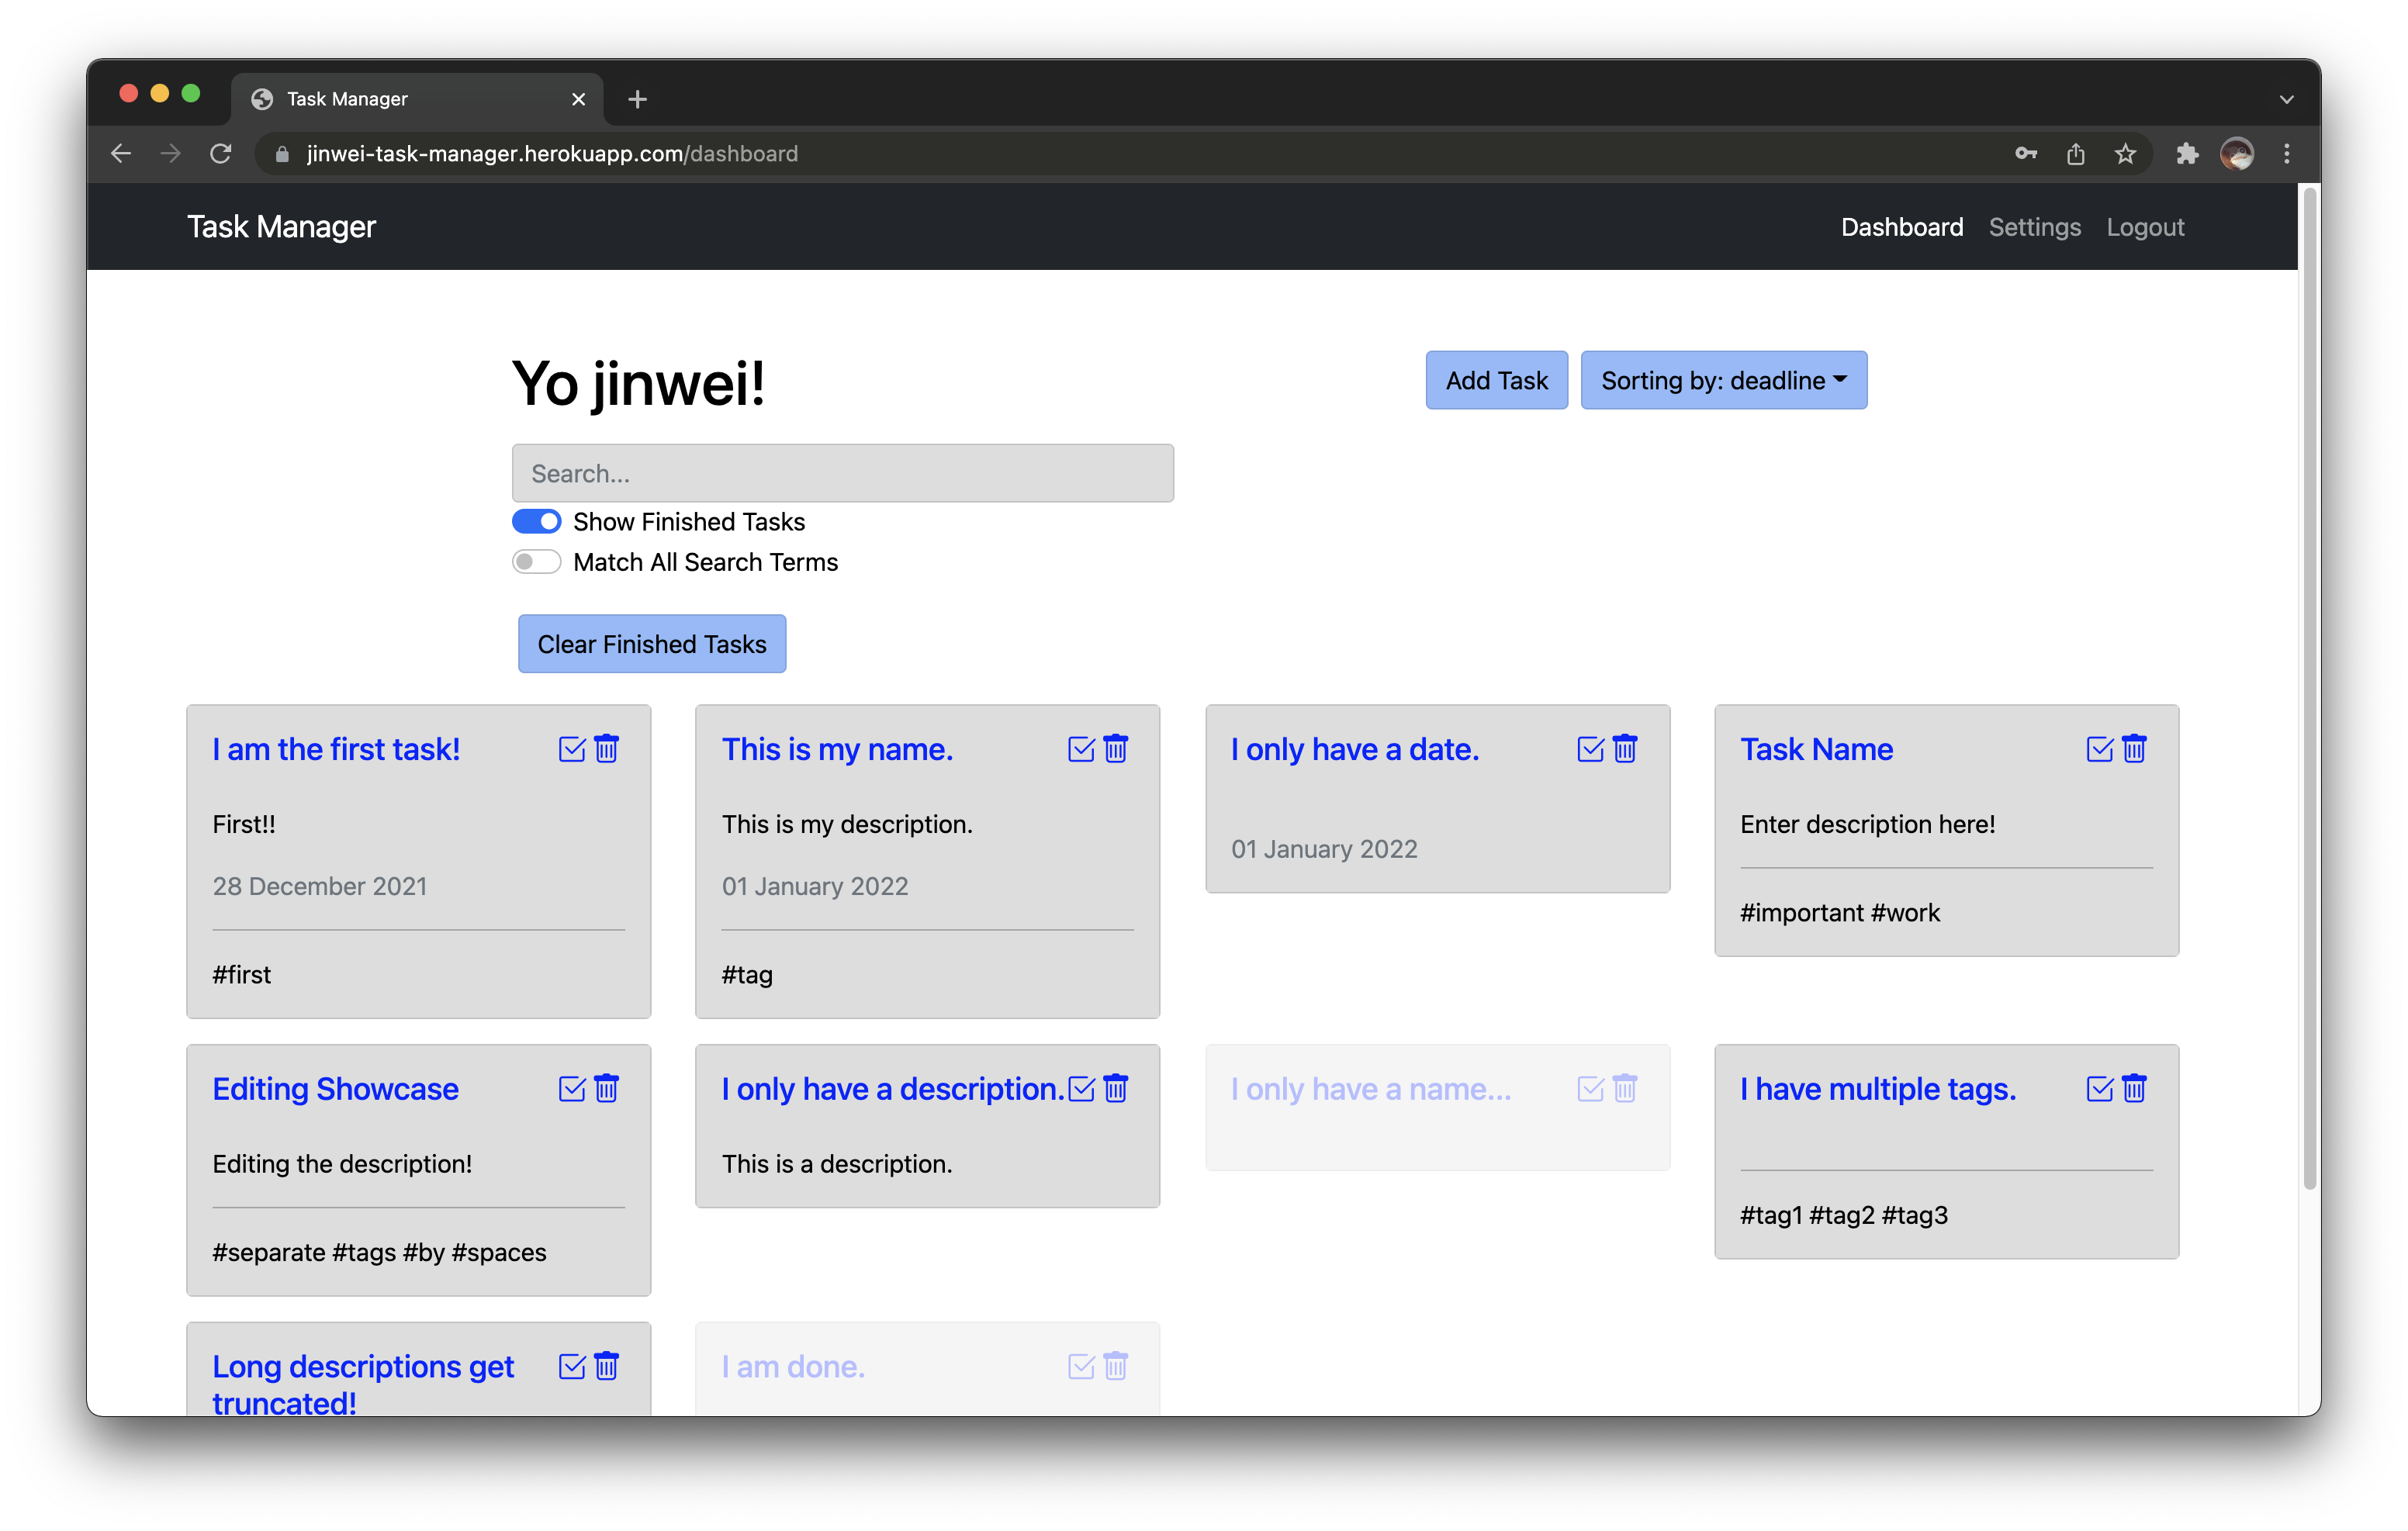 Task Manager
jinwei-task-manager.herokuapp.com/dashboard
Task Manager
Dashboard Settings Logout
Yo jinwei!
Add Task
Sorting by: deadline
Search...
Show Finished Tasks
Match All Search Terms
Clear Finished Tasks
I am the first task!
First!!
28 December 2021
#first
This is my name.
This is my description.
01 January 2022
#tag
I only have a date.
01 January 2022
Task Name
Enter description here!
#important #work
Editing Showcase
Editing the description!
#separate #tags #by #spaces
I only have a description.
This is a description.
I only have a name...
I have multiple tags.
#tag1 #tag2 #tag3
Long descriptions get
truncated!
I am done.